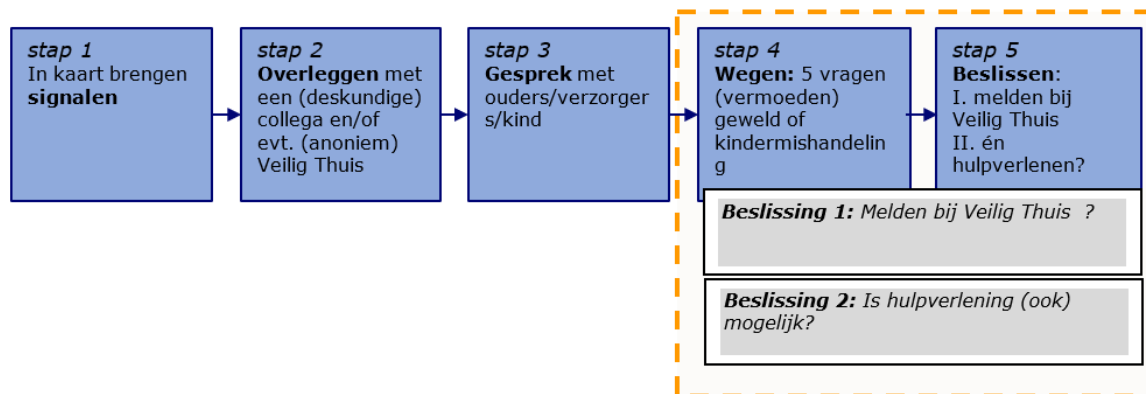 stap 1
In kaart brengen
signalen
stap 2
Overleggen met
een (deskundige)
collega en/of
evt. (anoniem)
Veilig Thuis
stap 3
Gesprek met
ouders/verzorger
s/kind
stap 4
Wegen: 5 vragen
(vermoeden)
geweld of
kindermishandelin
g
stap 5
Beslissen:
I. melden bij
Veilig Thuis
II. én
hulpverlenen?
Beslissing 1: Melden bij Veilig Thuis ?
Beslissing 2: Is hulpverlening (ook)
mogelijk?